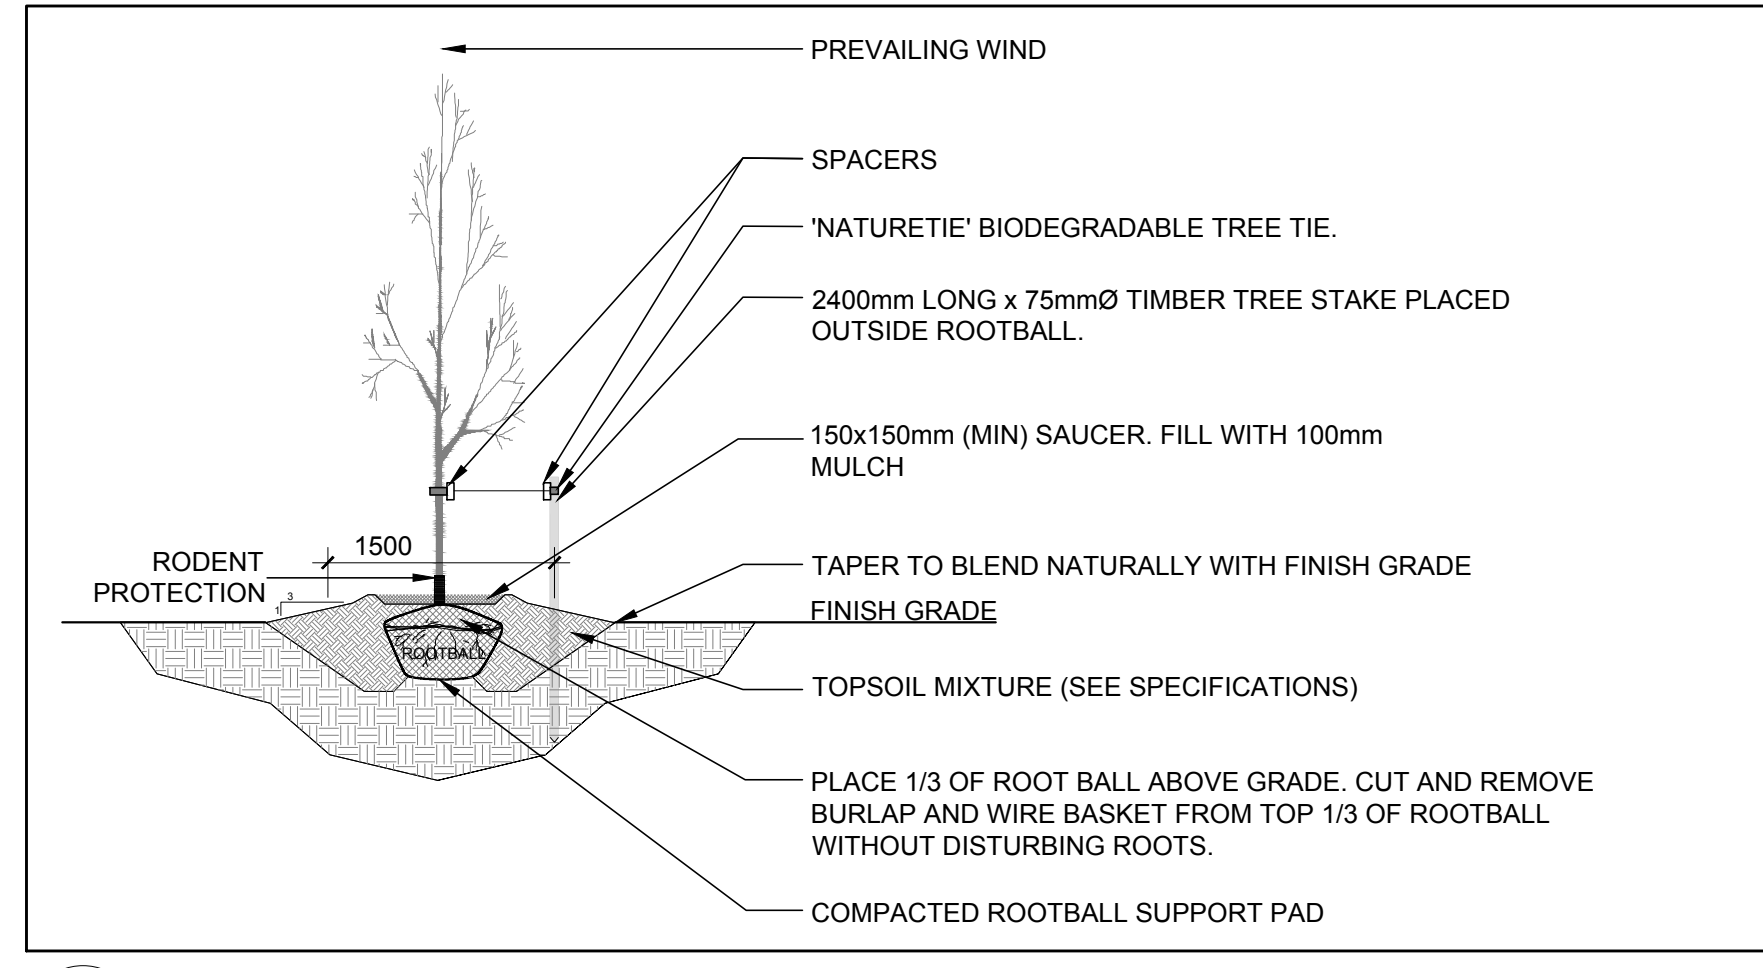 PREVAILING WIND
SPACERS
'NATURETIE' BIODEGRADABLE TREE TIE.
2400mm LONG x 75mmØ TIMBER TREE STAKE PLACED
OUTSIDE ROOTBALL.
150x150mm (MIN) SAUCER. FILL WITH 100mm
MULCH
1500
RODENT
PROTECTION
3
1
TAPER TO BLEND NATURALLY WITH FINISH GRADE
FINISH GRADE
ROOTBALL
TOPSOIL MIXTURE (SEE SPECIFICATIONS)
PLACE 1/3 OF ROOT BALL ABOVE GRADE. CUT AND REMOVE
BURLAP AND WIRE BASKET FROM TOP 1/3 OF ROOTBALL
WITHOUT DISTURBING ROOTS.
COMPACTED ROOTBALL SUPPORT PAD